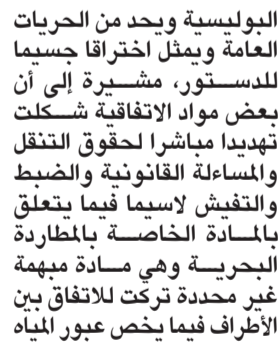 البوليسية ويحد من الحريات
العامة ويمثل اختراقا جسيما
للدستور، مشيرة إلى أن
بعض مواد الاتفاقية شكلت
تهديدا مباشرا لحقوق التنقل
والمساءلة القانونية والضبط
والتفيش لاسيما فيما يتعلق
بالمادة الخاصة بالمطاردة
البحرية وهي مادة مبهمة
غير محددة تركت للاتفاق بين
الأطراف فيما يخص عبور المياه